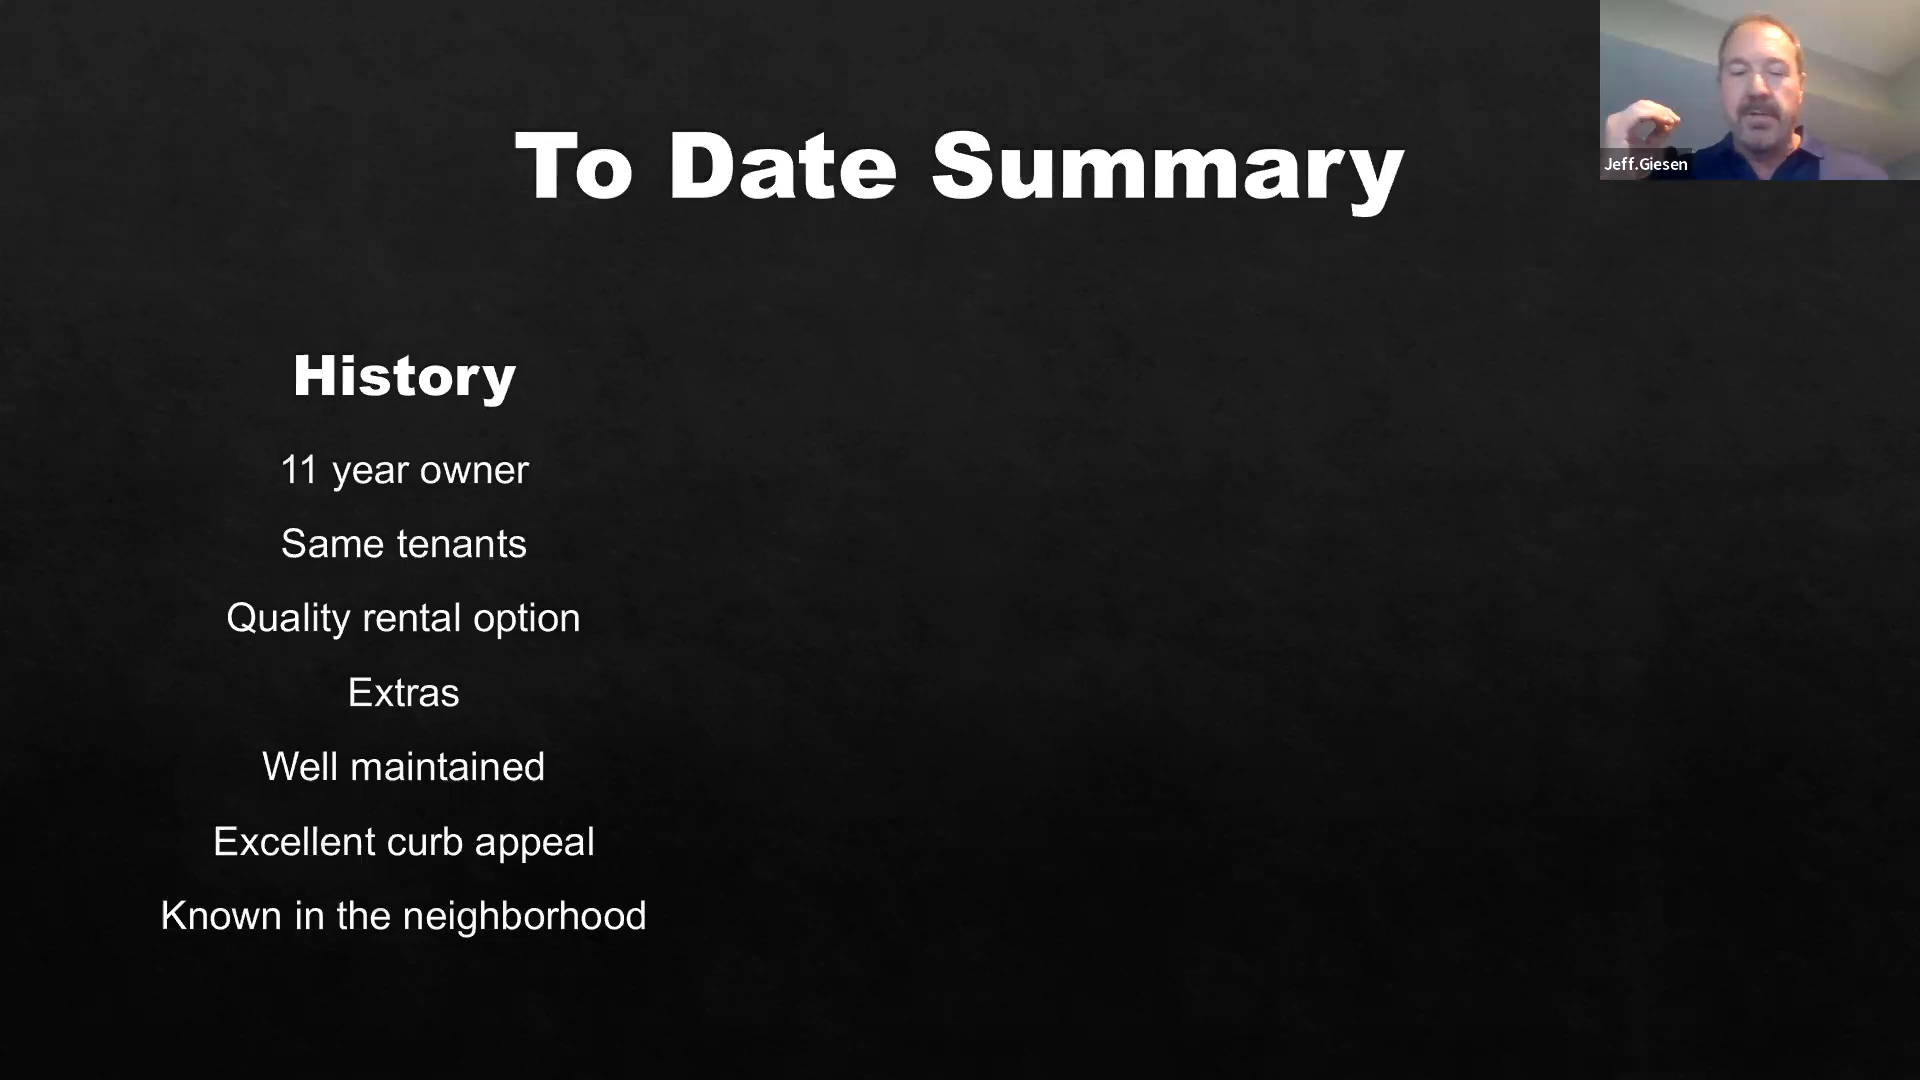 To Date Summary
Jeff.Giesen
History
11 year owner
Same tenants
Quality rental option
Extras
Well maintained
Excellent curb appeal
Known in the neighborhood